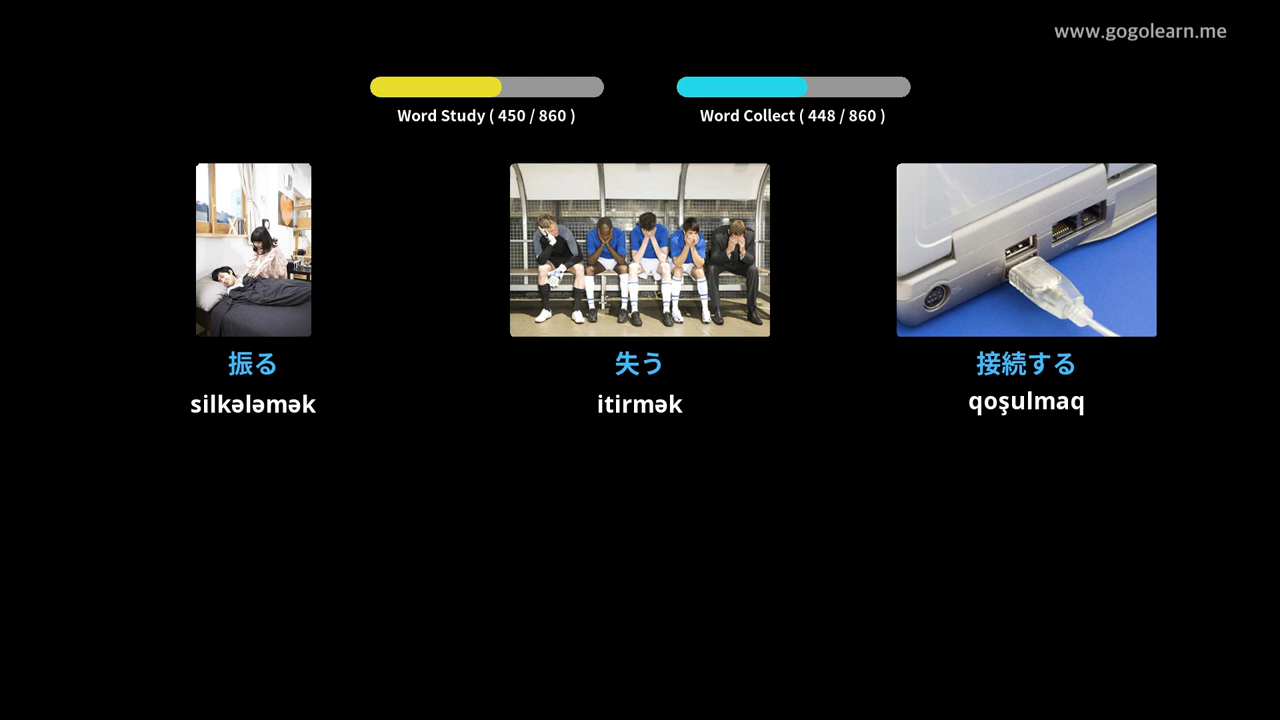 www.gogolearn.me
Word Study ( 450 / 860 )
Word Collect ( 448 / 860 )
振る
silkələmək
失う
itirmək
接続する
qoşulmaq